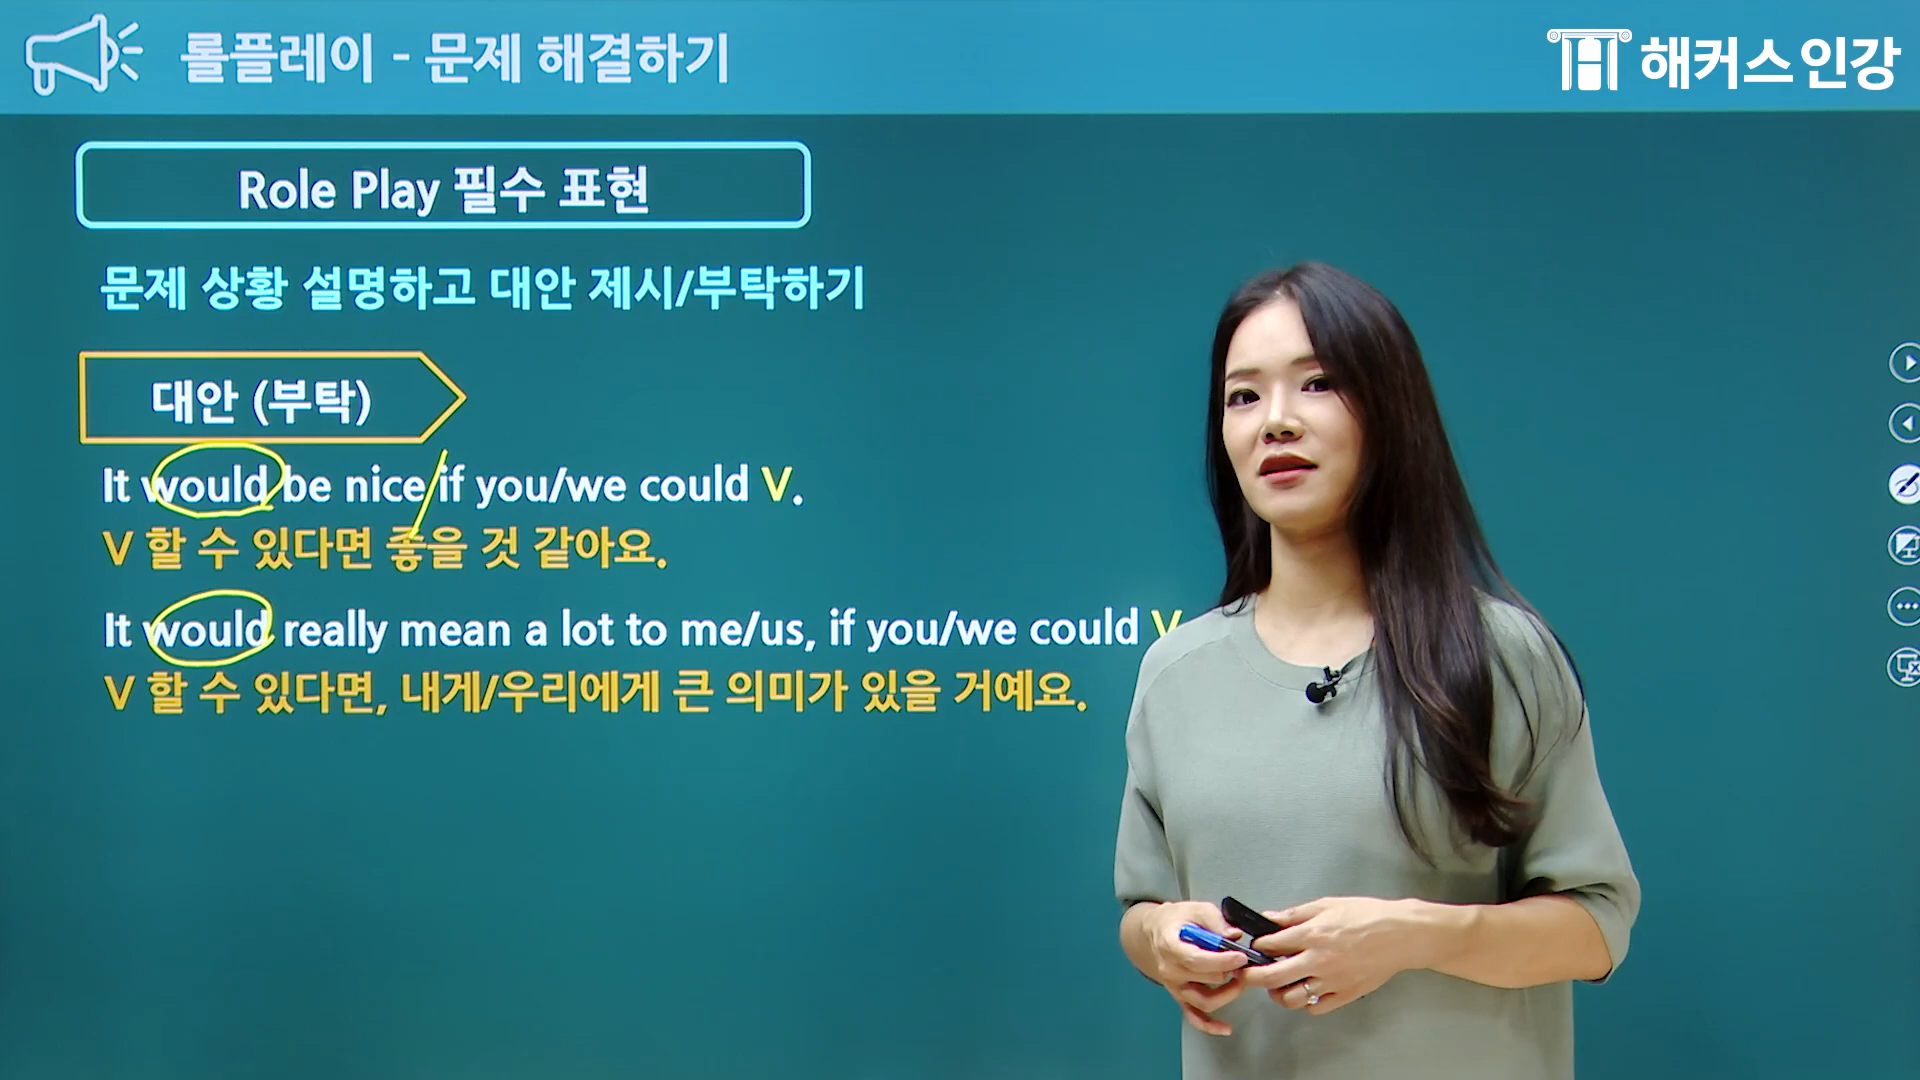 롤플레이 - 문제 해결하기
해커스인강
Role Play 필수 표현
문제 상황 설명하고 대안 제시/부탁하기
대안 (부탁)
It would be nice if you/we could V.
V 할 수 있다면 좋을 것 같아요.
It would really mean a lot to me/us, if you/we could V
V 할 수 있다면, 내게/우리에게 큰 의미가 있을 거예요.